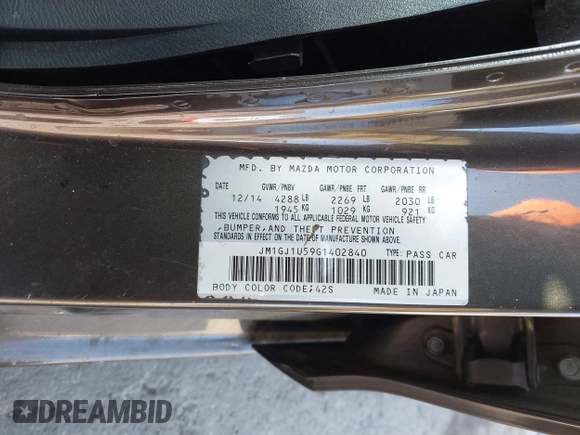 MFD. BY MAZDA MOTOR CORPORATION
DATE GVWR/PNBV GAWR/PNBE FRT GAWR/PNBE RR
12/14 4288 LB 2269 LB 2030 LB
1945 KG 1029 KG 921 KG
THIS VEHICLE CONFORMS TO ALL APPLICABLE FEDERAL MOTOR VEHICLE SAFETY
,BUMPER,AND THEFT PREVENTION
STANDARDS IN EFFECT ON THE DATE OF MANUFACTURE SHOWN ABOVE.
JM1GJ1U59G1402840 TYPE: PASS CAR
BODY COLOR CODE;42S MADE IN JAPAN
DREAMBID